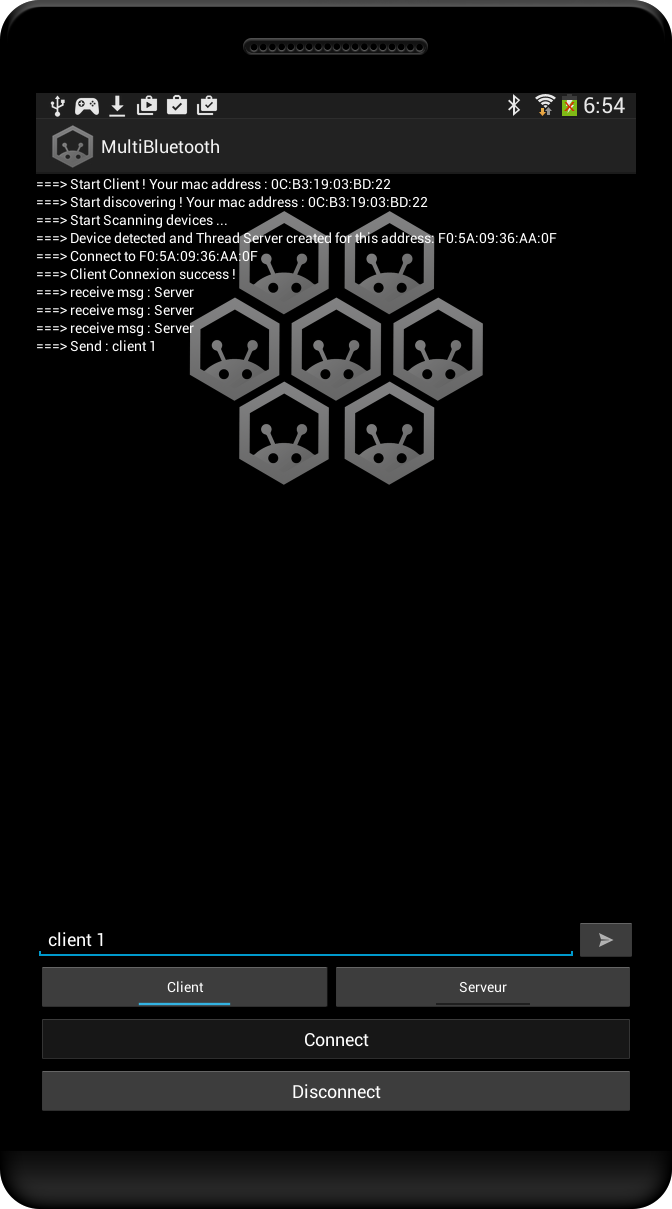 6:54
MultiBluetooth
===> Start Client ! Your mac address : 0C:B3:19:03:BD:22
===> Start discovering ! Your mac address : 0C:B3:19:03:BD:22
===> Start Scanning devices ...
===> Device detected and Thread Server created for this address: F0:5A:09:36:AA:0F
===> Connect to F0:5A:09:36:AA:0F
===> Client Connexion success !
===> receive msg : Server
===> receive msg : Server
===> receive msg : Server
===> Send : client 1
client 1
Client
Serveur
Connect
Disconnect